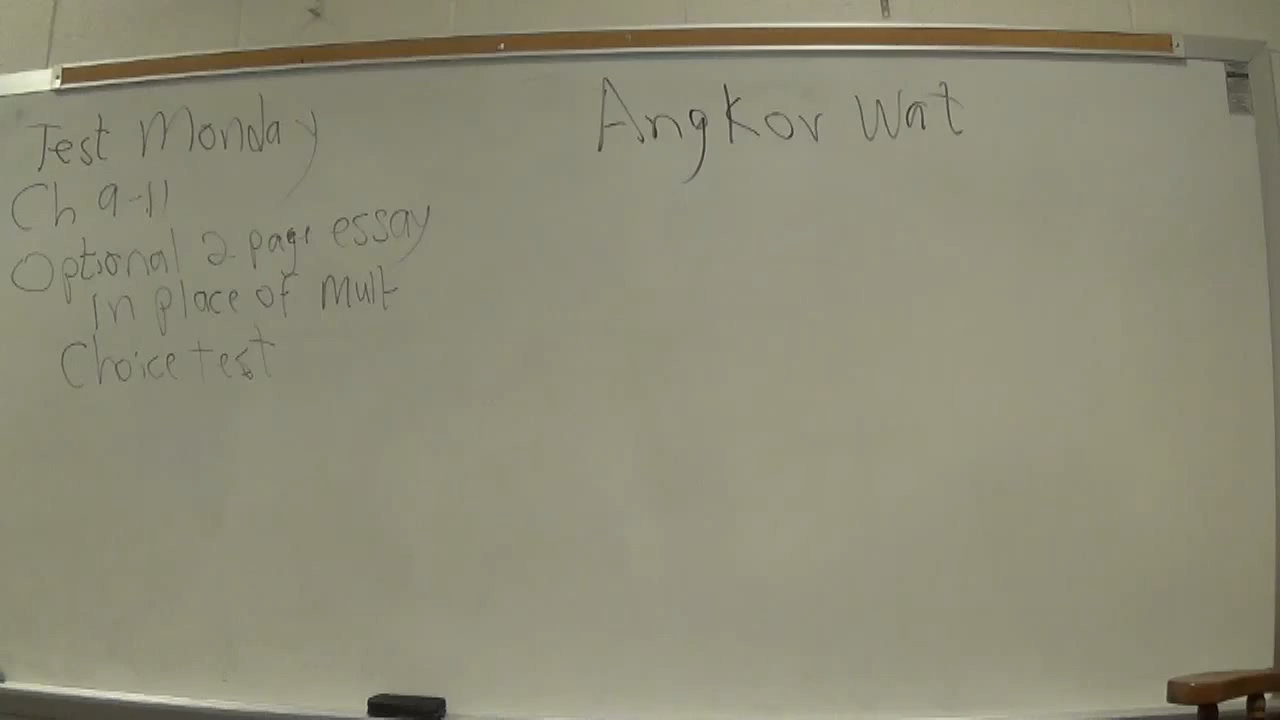 Test Monday
Ch 9-11
Optional 2 page essay
In place of Mult
Choice test
Angkor Wat